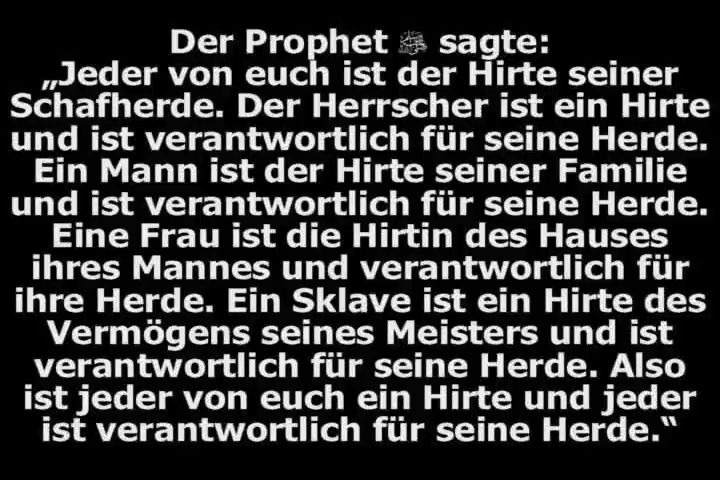 Der Prophet ﷺ sagte:
„Jeder von euch ist der Hirte seiner
Schafherde. Der Herrscher ist ein Hirte
und ist verantwortlich für seine Herde.
Ein Mann ist der Hirte seiner Familie
und ist verantwortlich für seine Herde.
Eine Frau ist die Hirtin des Hauses
ihres Mannes und verantwortlich für
ihre Herde. Ein Sklave ist ein Hirte des
Vermögens seines Meisters und ist
verantwortlich für seine Herde. Also
ist jeder von euch ein Hirte und jeder
ist verantwortlich für seine Herde.“